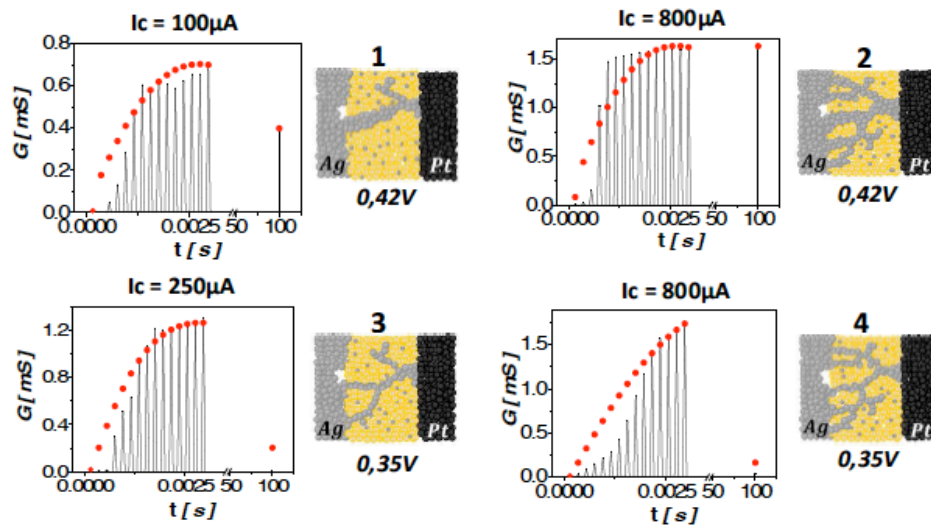 Ic = 100µA
G[mS]
0.8
0.6
0.4
0.2
0.0
0.0000 0.0025 50 100
t [s]
1
Ag Pt
0,42V
Ic = 800µA
G[mS]
1.5
1.0
0.5
0.0
0.0000 0.0025 50 100
t [s]
2
Ag Pt
0,42V
Ic = 250µA
G[mS]
1.2
0.8
0.4
0.0
0.0000 0.0025 50 100
t [s]
3
Ag Pt
0,35V
Ic = 800µA
G[mS]
1.5
1.0
0.5
0.0
0.0000 0.0025 50 100
t [s]
4
Ag Pt
0,35V